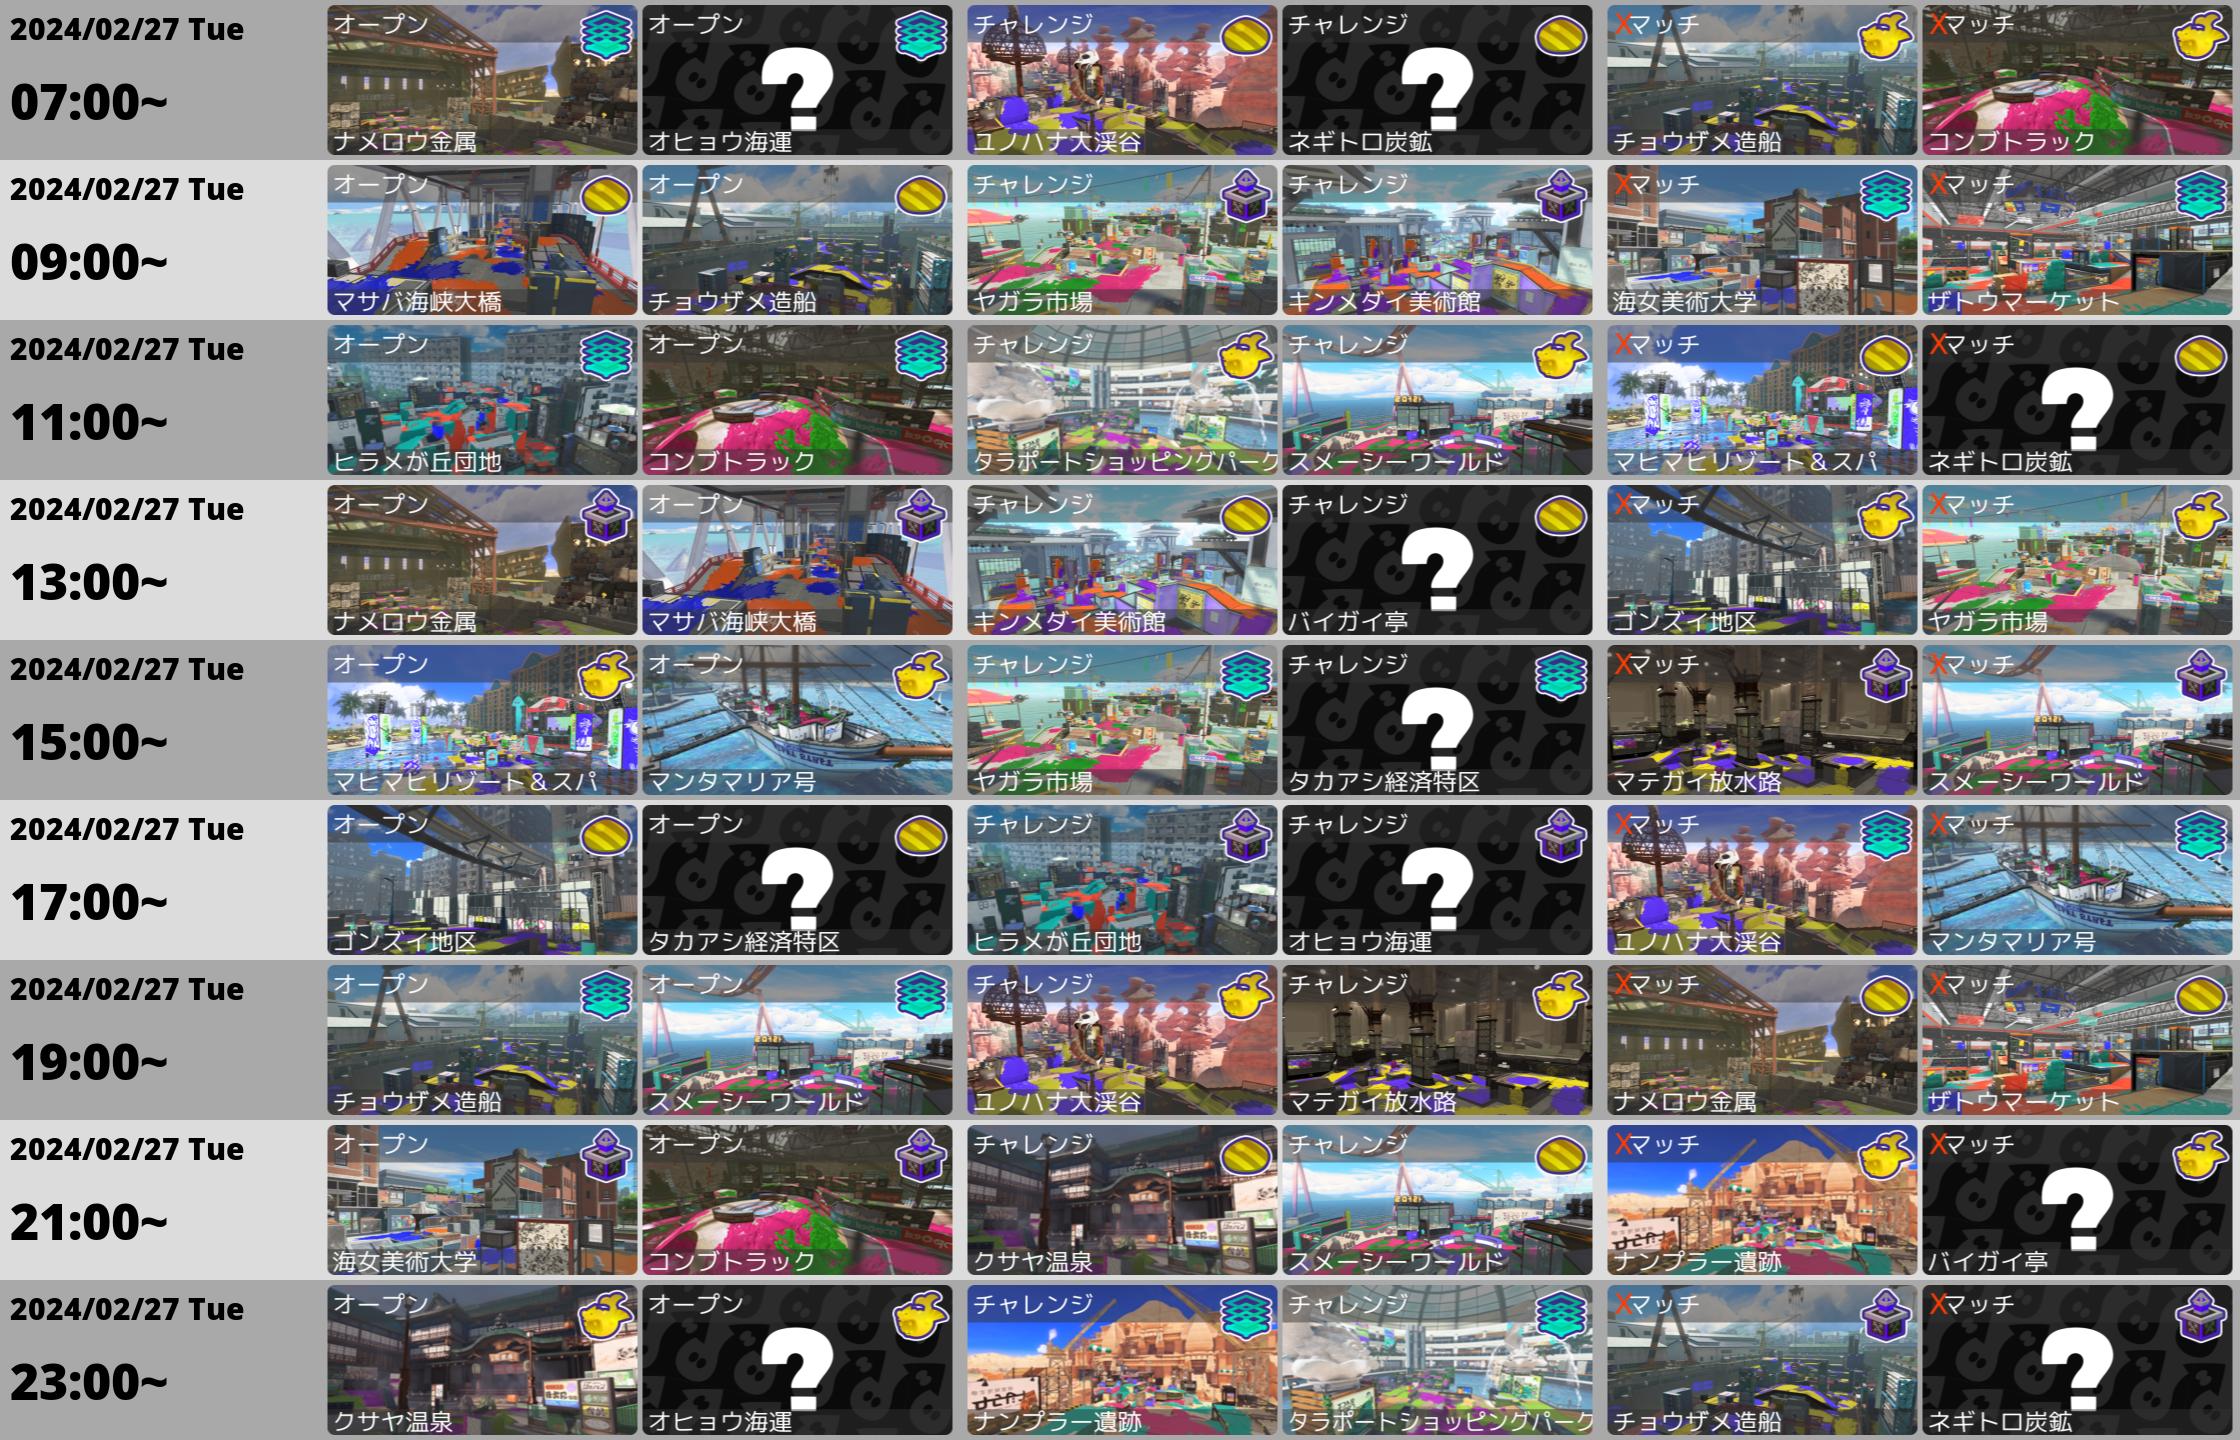 2024/02/27 Tue
07:00~
オープン
ナメロウ金属
オープン
オヒョウ海運
チャレンジ
ユノハナ大渓谷
チャレンジ
ネギトロ炭鉱
Xマッチ
チョウザメ造船
Xマッチ
コンブトラック
2024/02/27 Tue
09:00~
オープン
マサバ海峡大橋
オープン
チョウザメ造船
チャレンジ
ヤガラ市場
チャレンジ
キンメダイ美術館
Xマッチ
海女美術大学
Xマッチ
ザトウマーケット
2024/02/27 Tue
11:00~
オープン
ヒラメが丘団地
オープン
コンブトラック
チャレンジ
タラポートショッピングパーク
チャレンジ
スメーシーワールド
Xマッチ
マヒマヒリゾート＆スパ
Xマッチ
ネギトロ炭鉱
2024/02/27 Tue
13:00~
オープン
ナメロウ金属
オープン
マサバ海峡大橋
チャレンジ
キンメダイ美術館
チャレンジ
バイガイ亭
Xマッチ
ゴンズイ地区
Xマッチ
ヤガラ市場
2024/02/27 Tue
15:00~
オープン
マヒマヒリゾート＆スパ
オープン
マンタマリア号
チャレンジ
ヤガラ市場
チャレンジ
タカアシ経済特区
Xマッチ
マテガイ放水路
Xマッチ
スメーシーワールド
2024/02/27 Tue
17:00~
オープン
ゴンズイ地区
オープン
タカアシ経済特区
チャレンジ
ヒラメが丘団地
チャレンジ
オヒョウ海運
Xマッチ
ユノハナ大渓谷
Xマッチ
マンタマリア号
2024/02/27 Tue
19:00~
オープン
チョウザメ造船
オープン
スメーシーワールド
チャレンジ
ユノハナ大渓谷
チャレンジ
マテガイ放水路
Xマッチ
ナメロウ金属
Xマッチ
ザトウマーケット
2024/02/27 Tue
21:00~
オープン
海女美術大学
オープン
コンブトラック
チャレンジ
クサヤ温泉
チャレンジ
スメーシーワールド
Xマッチ
ナンプラー遺跡
Xマッチ
バイガイ亭
2024/02/27 Tue
23:00~
オープン
クサヤ温泉
オープン
オヒョウ海運
チャレンジ
ナンプラー遺跡
チャレンジ
タラポートショッピングパーク
Xマッチ
チョウザメ造船
Xマッチ
ネギトロ炭鉱